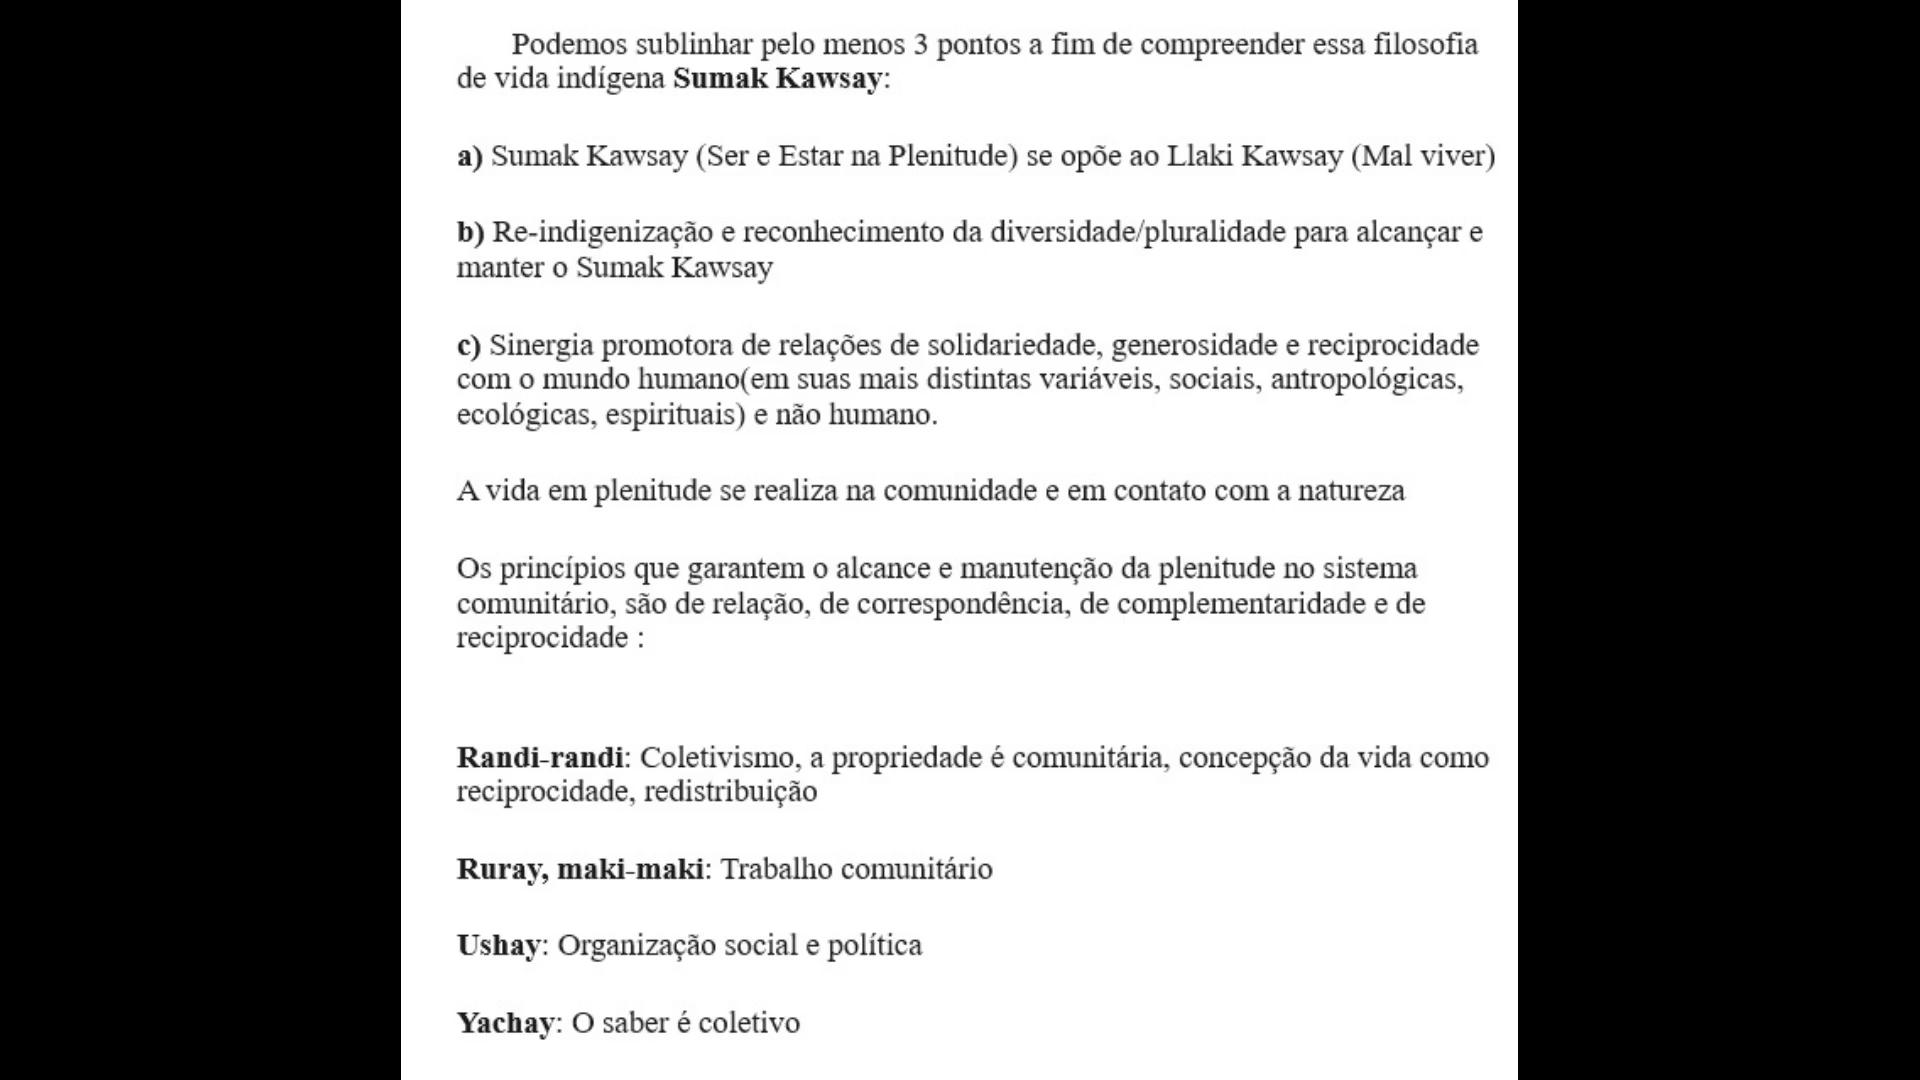 Podemos sublinhar pelo menos 3 pontos a fim de compreender essa filosofia
de vida indígena Sumak Kawsay:
a) Sumak Kawsay (Ser e Estar na Plenitude) se opõe ao Llaki Kawsay (Mal viver)
b) Re-indigenização e reconhecimento da diversidade/pluralidade para alcançar e
manter o Sumak Kawsay
c) Sinergia promotora de relações de solidariedade, generosidade e reciprocidade
com o mundo humano(em suas mais distintas variáveis, sociais, antropológicas,
ecológicas, espirituais) e não humano.
A vida em plenitude se realiza na comunidade e em contato com a natureza
Os princípios que garantem o alcance e manutenção da plenitude no sistema
comunitário, são de relação, de correspondência, de complementaridade e de
reciprocidade :
Randi-randi: Coletivismo, a propriedade é comunitária, concepção da vida como
reciprocidade, redistribuição
Ruray, maki-maki: Trabalho comunitário
Ushay: Organização social e política
Yachay: O saber é coletivo